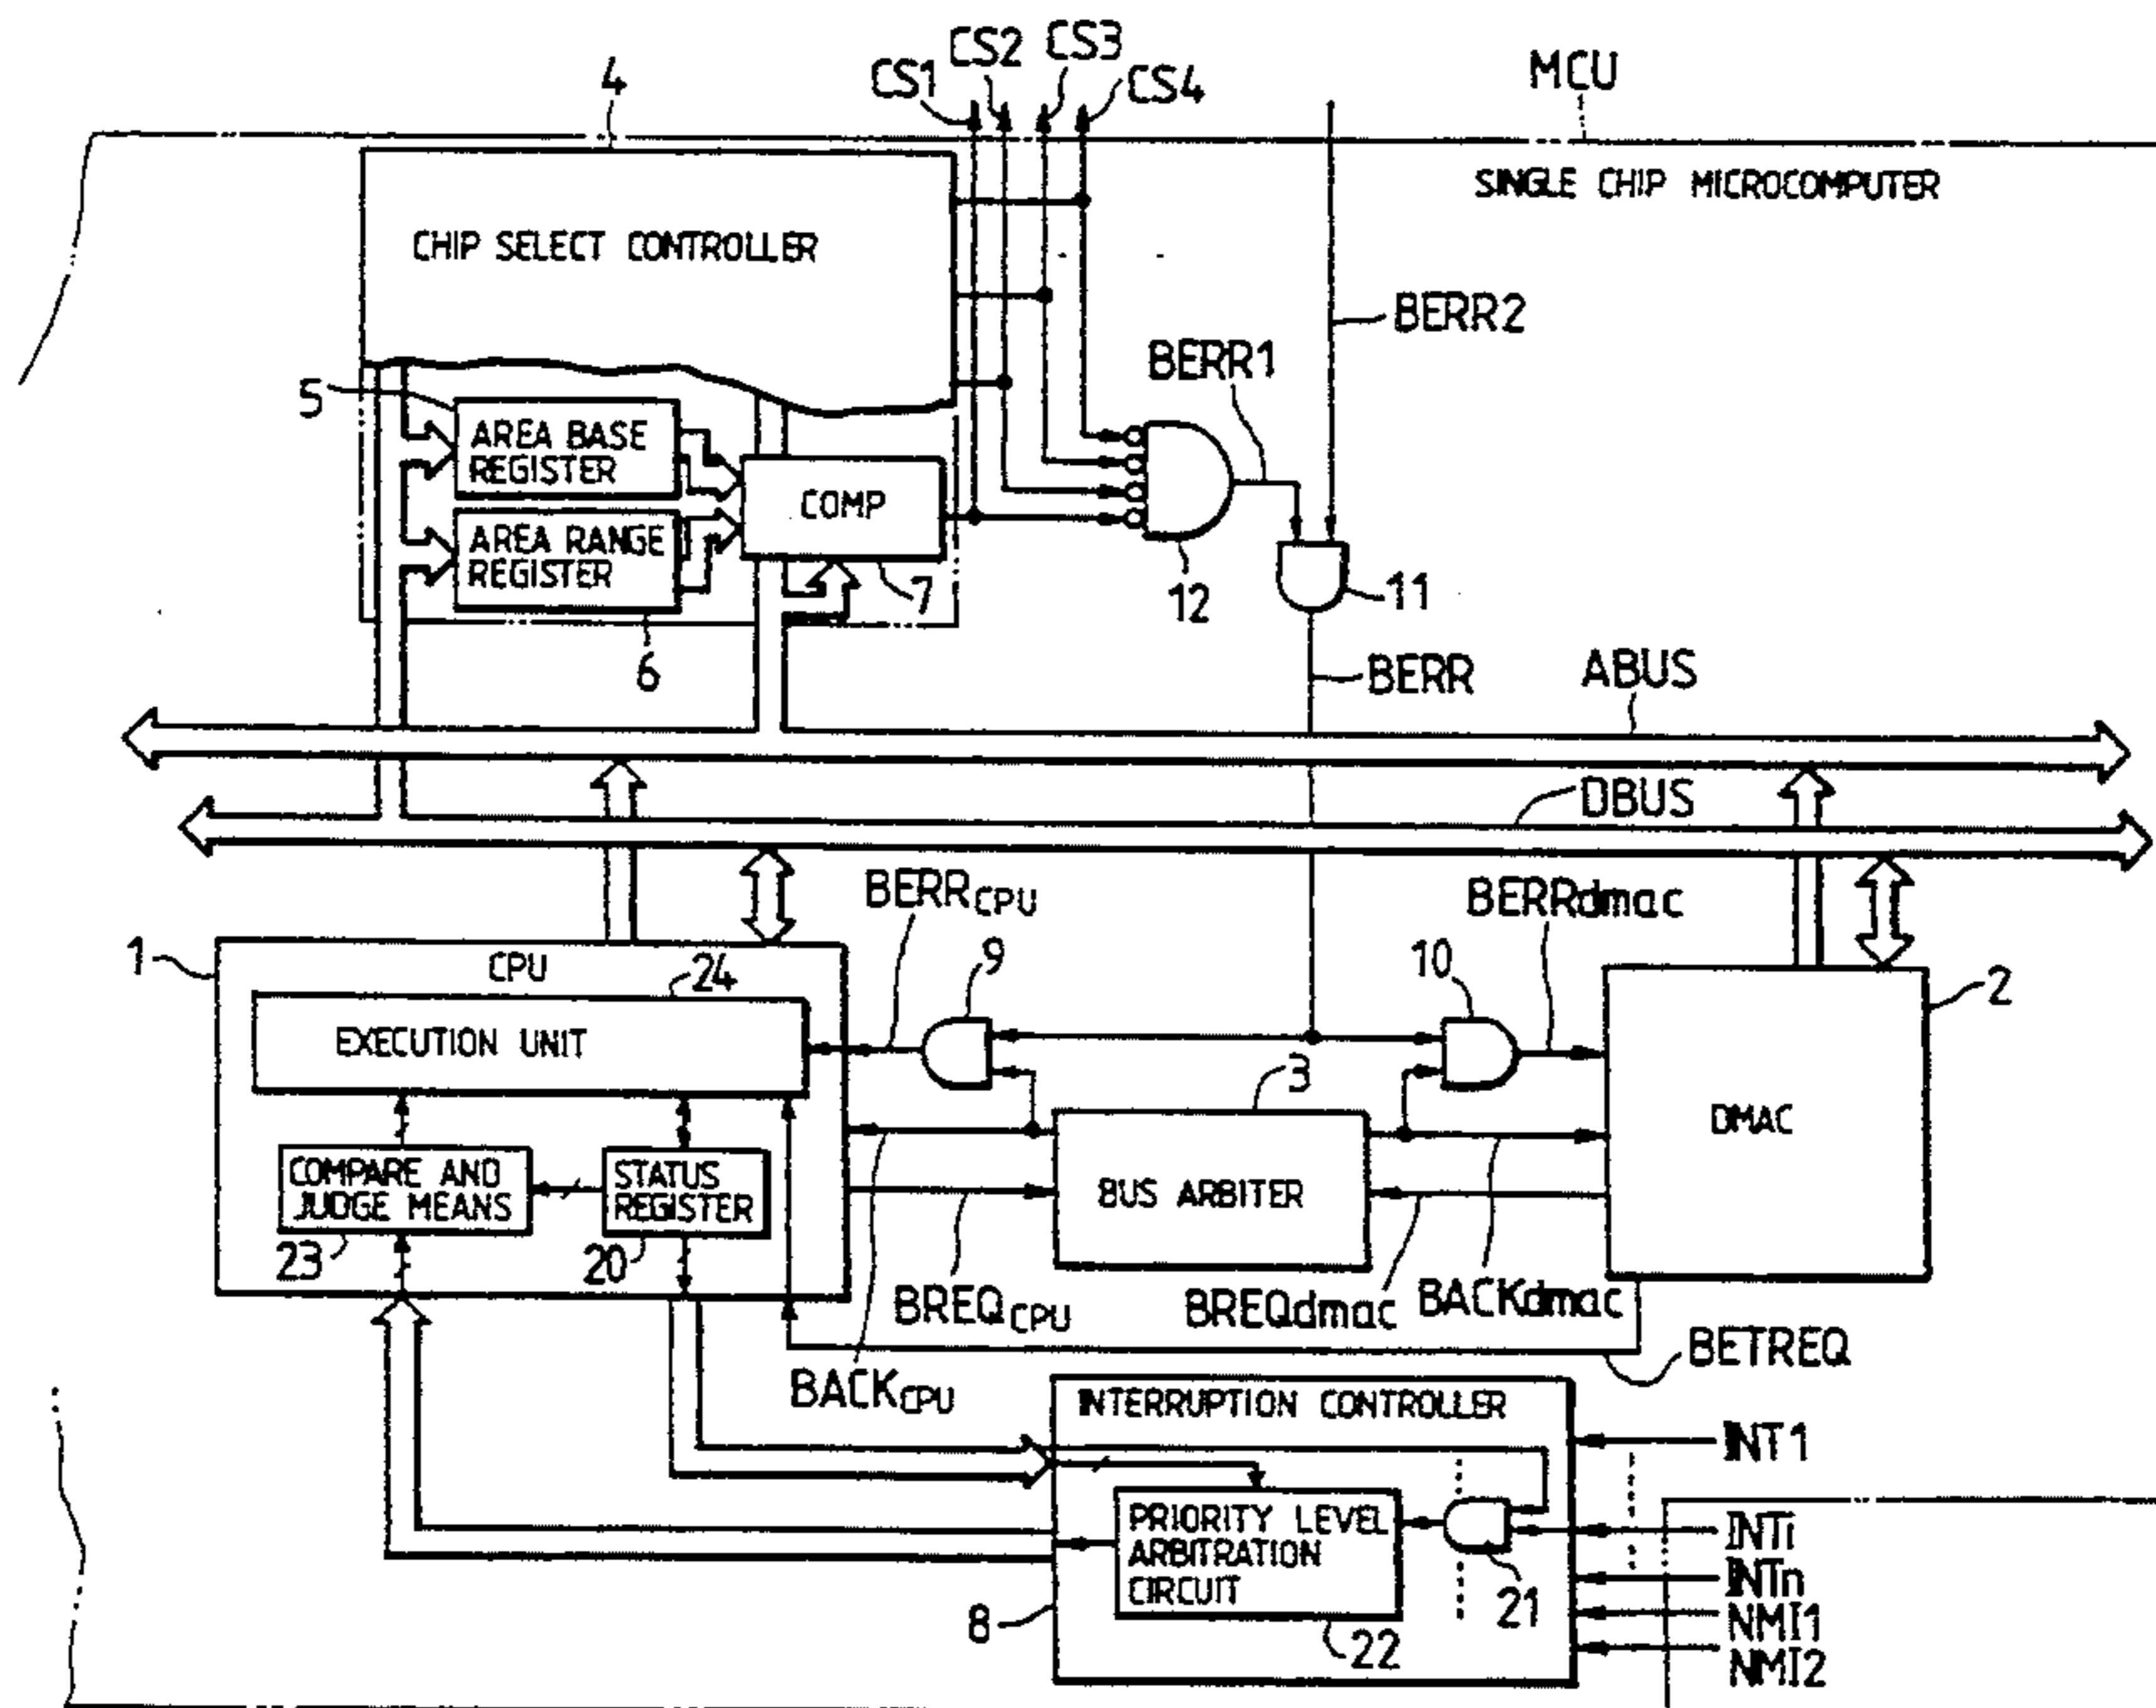 CS1
CS2
CS3
CS4
MCU
4
SINGLE CHIP MICROCOMPUTER
CHIP SELECT CONTROLLER
BERR2
BERR1
5
AREA BASE
REGISTER
COMP
AREA RANGE
REGISTER
7
12
11
6
BERR
ABUS
DBUS
BERRCPU
BERRdmac
1
CPU
24
9
10
2
EXECUTION UNIT
3
DMAC
COMPARE AND
JUDGE MEANS
STATUS
REGISTER
BUS ARBITER
23
20
BREQCPU
BREQdmac
BACKdmac
BETREQ
BACKCPU
INTERRUPTION CONTROLLER
INT1
PRIORITY LEVEL
ARBITRATION
CIRCUIT
INTi
INTn
21
8
22
NMI1
NMI2